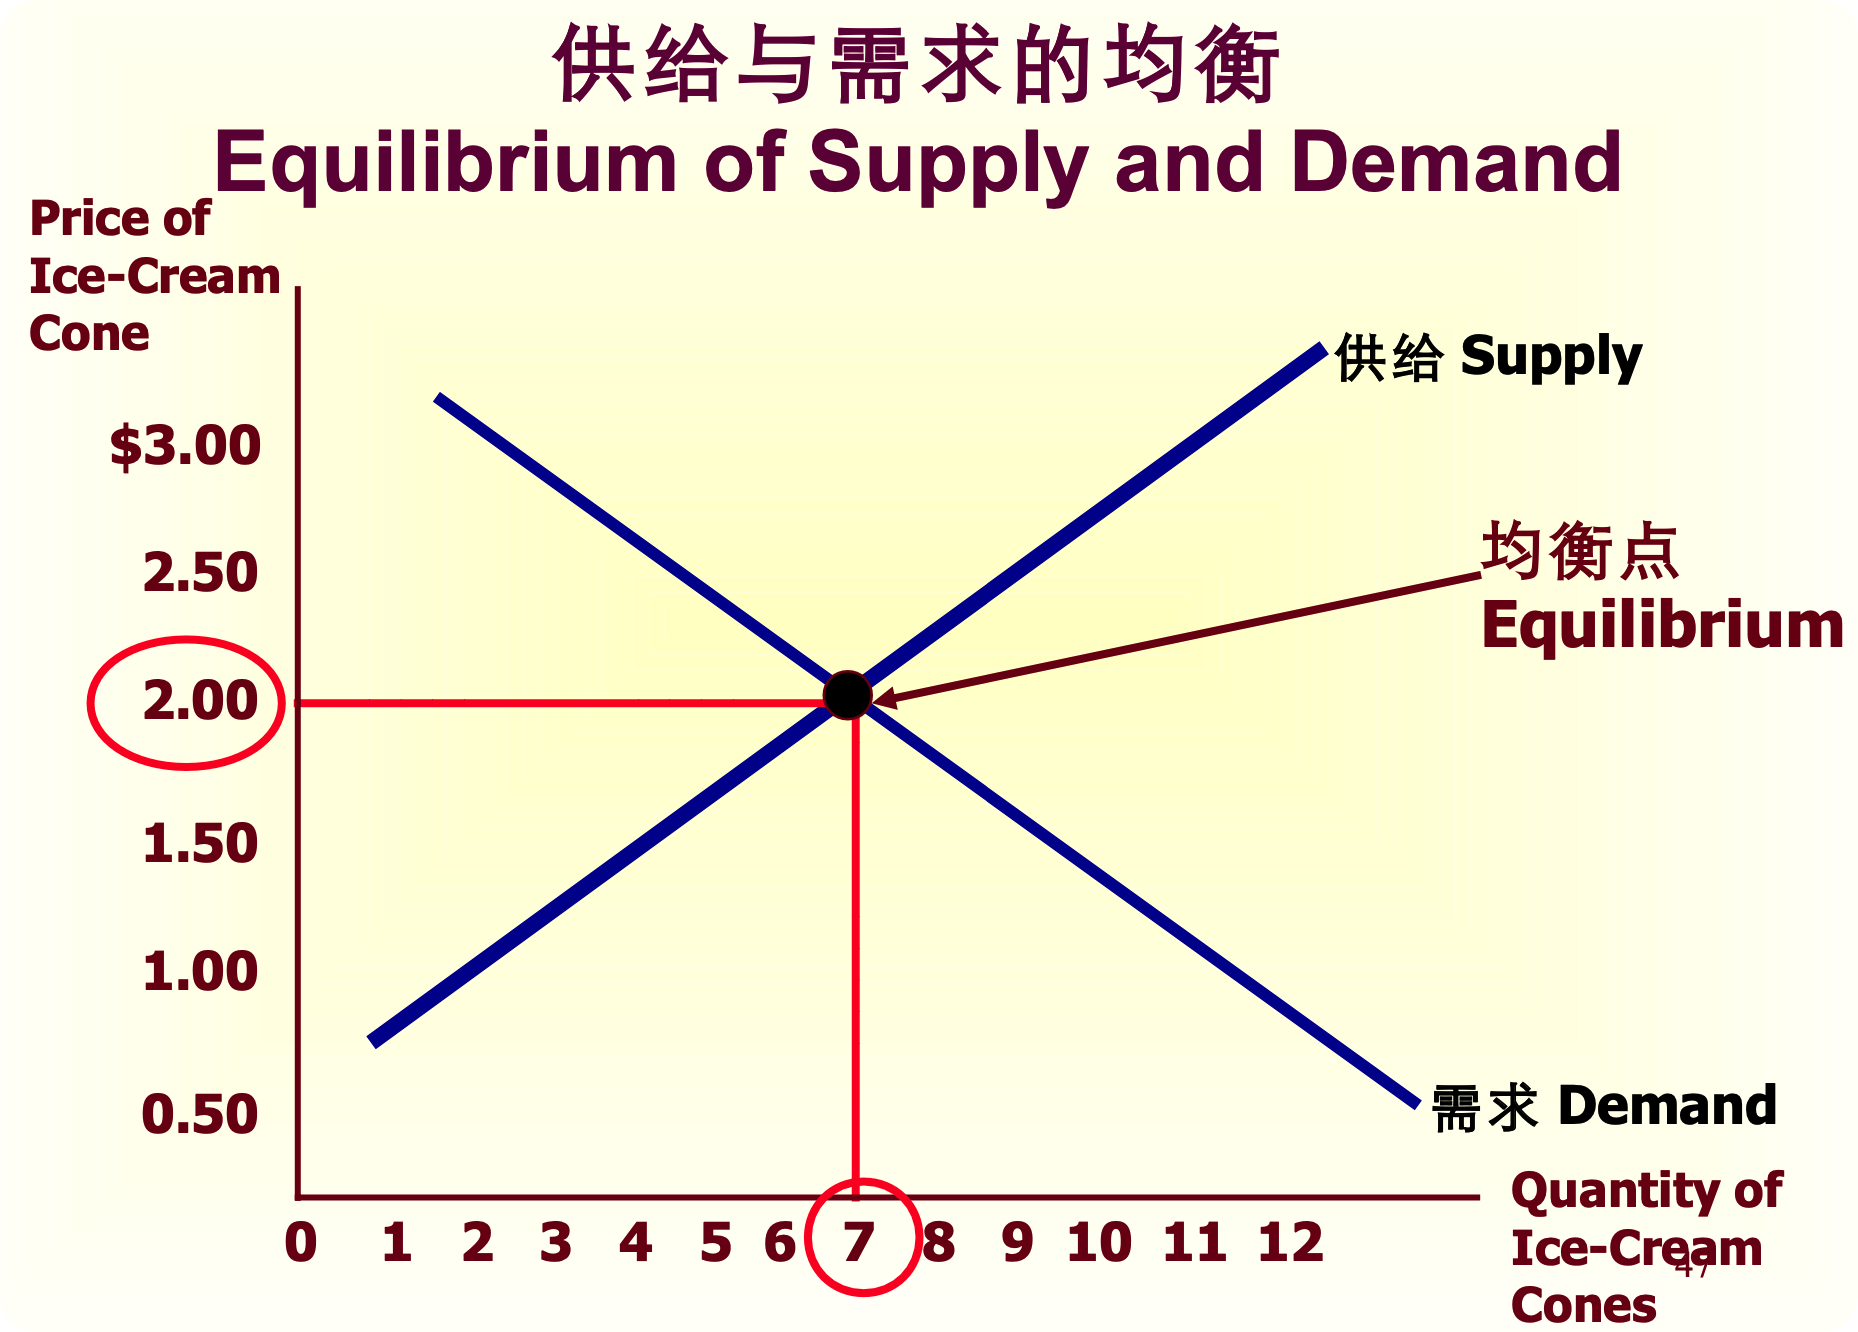 供给与需求的均衡
Equilibrium of Supply and Demand
Price of
Ice-Cream
Cone
供给 Supply
$3.00
均衡点
2.50
Equilibrium
2.00
1.50
1.00
需求 Demand
0.50
0 1 2 3 4 5 6 7 8 9 10 11 12
Quantity of
Ice-Cream
Cones
47